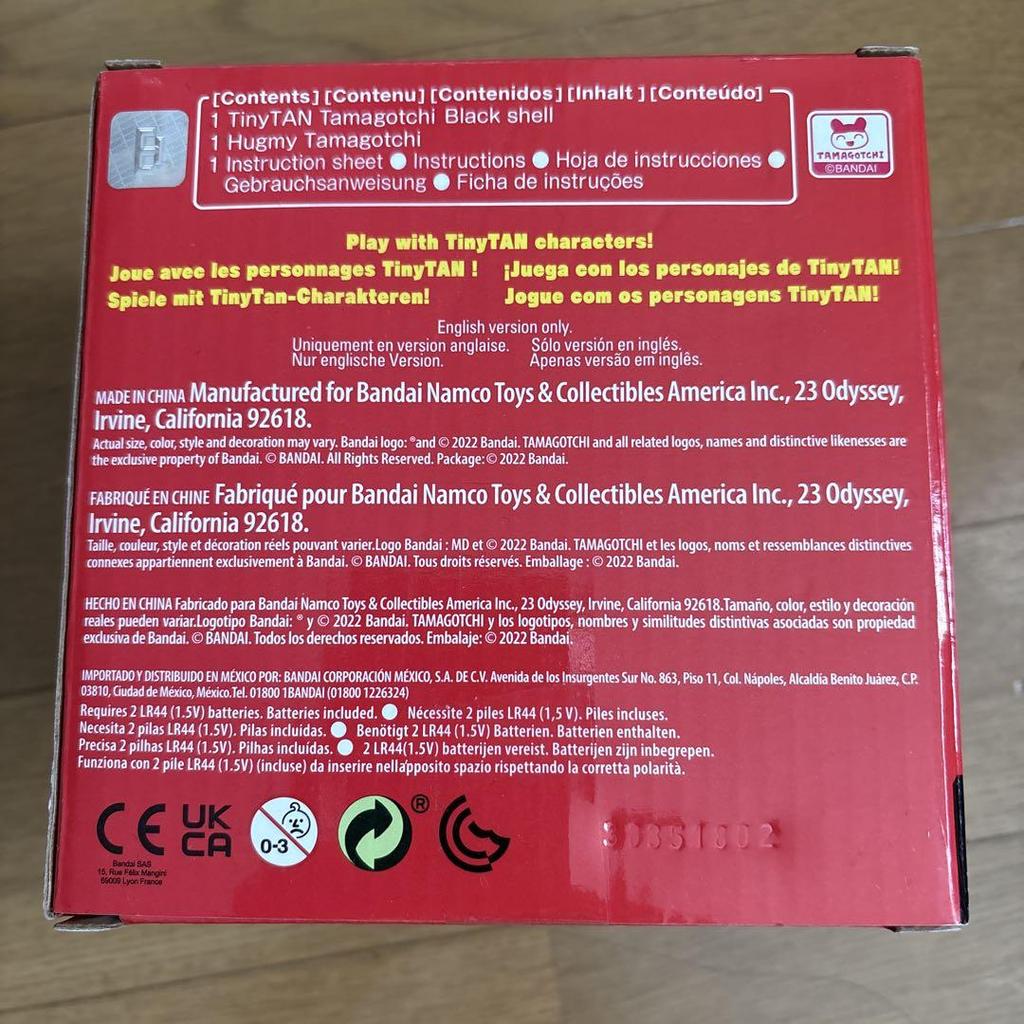 [Contents] [Contenu] [Contenidos] [Inhalt ] [Conteúdo]
1 TinyTAN Tamagotchi Black shell
1 Hugmy Tamagotchi
1 Instruction sheet ● Instructions ● Hoja de instrucciones ●
Gebrauchsanweisung ● Ficha de instruções
TAMAGOTCHI
©BANDAI
Play with TinyTAN characters!
Joue avec les personnages TinyTAN ! ¡Juega con los personajes de TinyTAN!
Spiele mit TinyTan-Charakteren! Jogue com os personagens TinyTAN!
English version only.
Uniquement en version anglaise. Sólo versión en inglés.
Nur englische Version. Apenas versão em inglês.
MADE IN CHINA Manufactured for Bandai Namco Toys & Collectibles America Inc., 23 Odyssey,
Irvine, California 92618.
Actual size, color, style and decoration may vary. Bandai logo: ®and © 2022 Bandai. TAMAGOTCHI and all related logos, names and distinctive likenesses are
the exclusive property of Bandai. © BANDAI. All Rights Reserved. Package: © 2022 Bandai.
FABRIQUÉ EN CHINE Fabriqué pour Bandai Namco Toys & Collectibles America Inc., 23 Odyssey,
Irvine, California 92618.
Taille, couleur, style et décoration réels pouvant varier.Logo Bandai : MD et © 2022 Bandai. TAMAGOTCHI et les logos, noms et ressemblances distinctives
connexes appartiennent exclusivement à Bandai. © BANDAI. Tous droits réservés. Emballage : © 2022 Bandai.
HECHO EN CHINA Fabricado para Bandai Namco Toys & Collectibles America Inc., 23 Odyssey, Irvine, California 92618.Tamaño, color, estilo y decoración
reales pueden variar.Logotipo Bandai: ® y © 2022 Bandai. TAMAGOTCHI y los logotipos, nombres y similitudes distintivas asociadas son propiedad
exclusiva de Bandai. © BANDAI. Todos los derechos reservados. Embalaje: © 2022 Bandai.
IMPORTADO Y DISTRIBUIDO EN MÉXICO POR: BANDAI CORPORACIÓN MÉXICO, S.A. DE C.V. Avenida de los Insurgentes Sur No. 863, Piso 11, Col. Nápoles, Alcaldía Benito Juárez, C.P.
03810, Ciudad de México, México.Tel. 01800 1BANDAI (01800 1226324)
Requires 2 LR44 (1.5V) batteries. Batteries included. ● Nécessite 2 piles LR44 (1,5 V). Piles incluses.
Necesita 2 pilas LR44 (1.5V). Pilas incluidas. ● Benötigt 2 LR44 (1.5V) Batterien. Batterien enthalten.
Precisa 2 pilhas LR44 (1.5V). Pilhas incluídas. ● 2 LR44(1.5V) batterijen vereist. Batterijen zijn inbegrepen.
Funziona con 2 pile LR44 (1.5V) (incluse) da inserire nella'pposito spazio rispettando la corretta polarità.
CE UK
CA
0-3
®
Bandai SAS
15, Rue Félix Mangini
69009 Lyon France